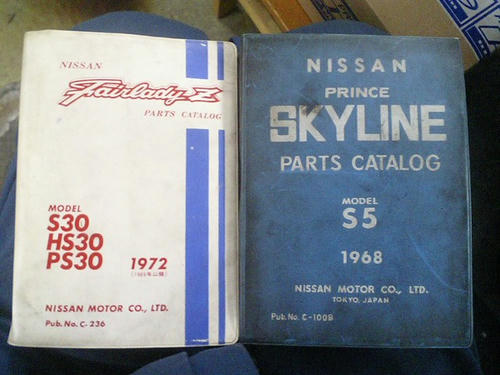 NISSAN
Fairlady Z
PARTS CATALOG
MODEL
S30
HS30
PS30
1972
NISSAN MOTOR CO., LTD.
Pub. No. C-236
NISSAN
PRINCE
SKYLINE
PARTS CATALOG
MODEL
S5
1968
NISSAN MOTOR CO., LTD.
TOKYO, JAPAN
Pub. No. C-100B